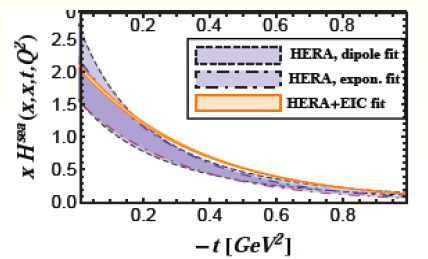 0.2 0.4 0.6 0.8
2.5
2.0
1.5
1.0
0.5
0.0
x H^sea(x,x,t,Q²)
HERA, dipole fit
HERA, expon. fit
HERA+EIC fit
0.2 0.4 0.6 0.8
−t [GeV²]